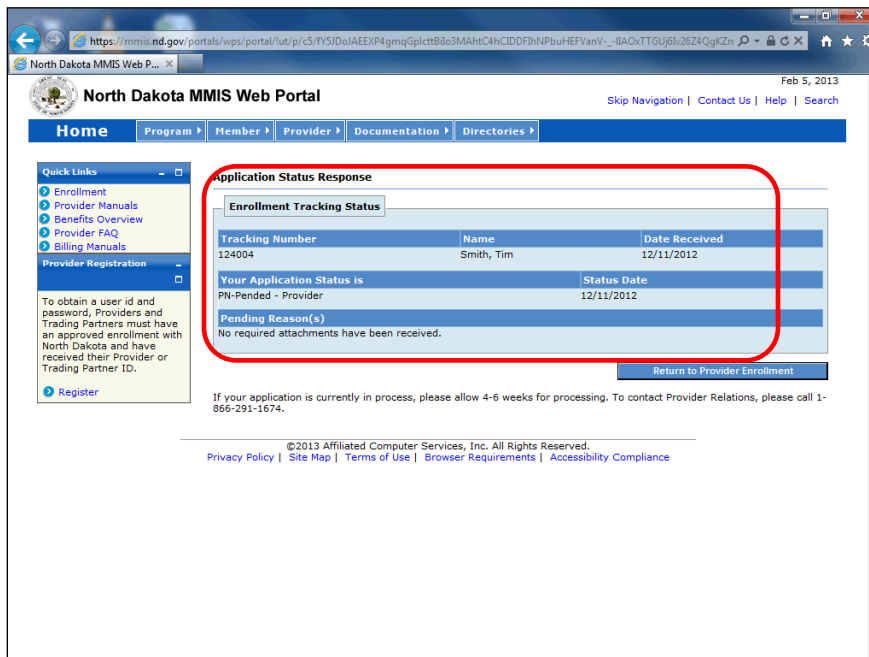 https://mmis.nd.gov/portals/wps/portal/!ut/p/c5/fY5JDoJAEEXP4gmqGplcttBiIo3MAhtC4hCIDDFIhNPbuHEFVanV-_-IIAOxTTGUj6Iv26Z4QgKZn
North Dakota MMIS Web P...
Feb 5, 2013
North Dakota MMIS Web Portal
Skip Navigation | Contact Us | Help | Search
Home Program Member Provider Documentation Directories
Quick Links
Enrollment
Provider Manuals
Benefits Overview
Provider FAQ
Billing Manuals
Provider Registration
To obtain a user id and
password, Providers and
Trading Partners must have
an approved enrollment with
North Dakota and have
received their Provider or
Trading Partner ID.
Register
Application Status Response
Enrollment Tracking Status
Tracking Number Name Date Received
124004 Smith, Tim 12/11/2012
Your Application Status is Status Date
PN-Pended - Provider 12/11/2012
Pending Reason(s)
No required attachments have been received.
Return to Provider Enrollment
If your application is currently in process, please allow 4-6 weeks for processing. To contact Provider Relations, please call 1-
866-291-1674.
©2013 Affiliated Computer Services, Inc. All Rights Reserved.
Privacy Policy | Site Map | Terms of Use | Browser Requirements | Accessibility Compliance